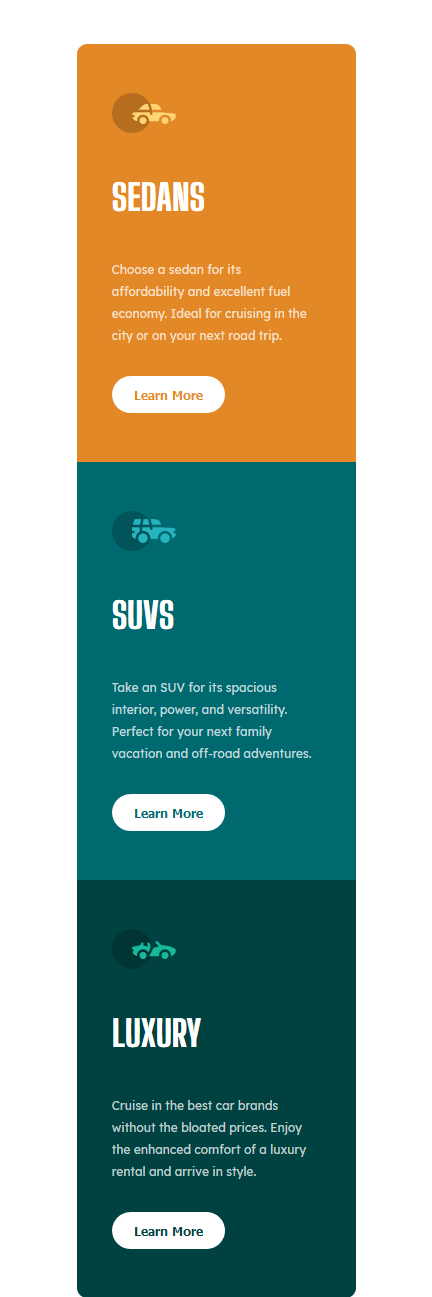 SEDANS
Choose a sedan for its
affordability and excellent fuel
economy. Ideal for cruising in the
city or on your next road trip.
Learn More
SUVS
Take an SUV for its spacious
interior, power, and versatility.
Perfect for your next family
vacation and off-road adventures.
Learn More
LUXURY
Cruise in the best car brands
without the bloated prices. Enjoy
the enhanced comfort of a luxury
rental and arrive in style.
Learn More